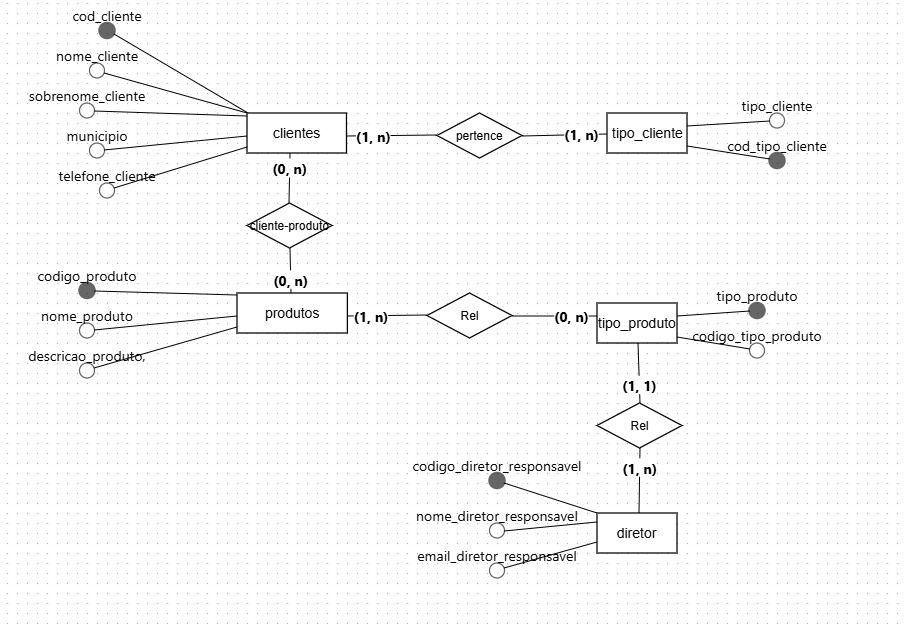 cod_cliente
nome_cliente
sobrenome_cliente
municipio
telefone_cliente
clientes
(1, n)
pertence
(1, n)
tipo_cliente
tipo_cliente
cod_tipo_cliente
(0, n)
cliente-produto
(0, n)
codigo_produto
nome_produto
descricao_produto,
produtos
(1, n)
Rel
(0, n)
tipo_produto
tipo_produto
codigo_tipo_produto
(1, 1)
Rel
(1, n)
codigo_diretor_responsavel
nome_diretor_responsavel
email_diretor_responsavel
diretor